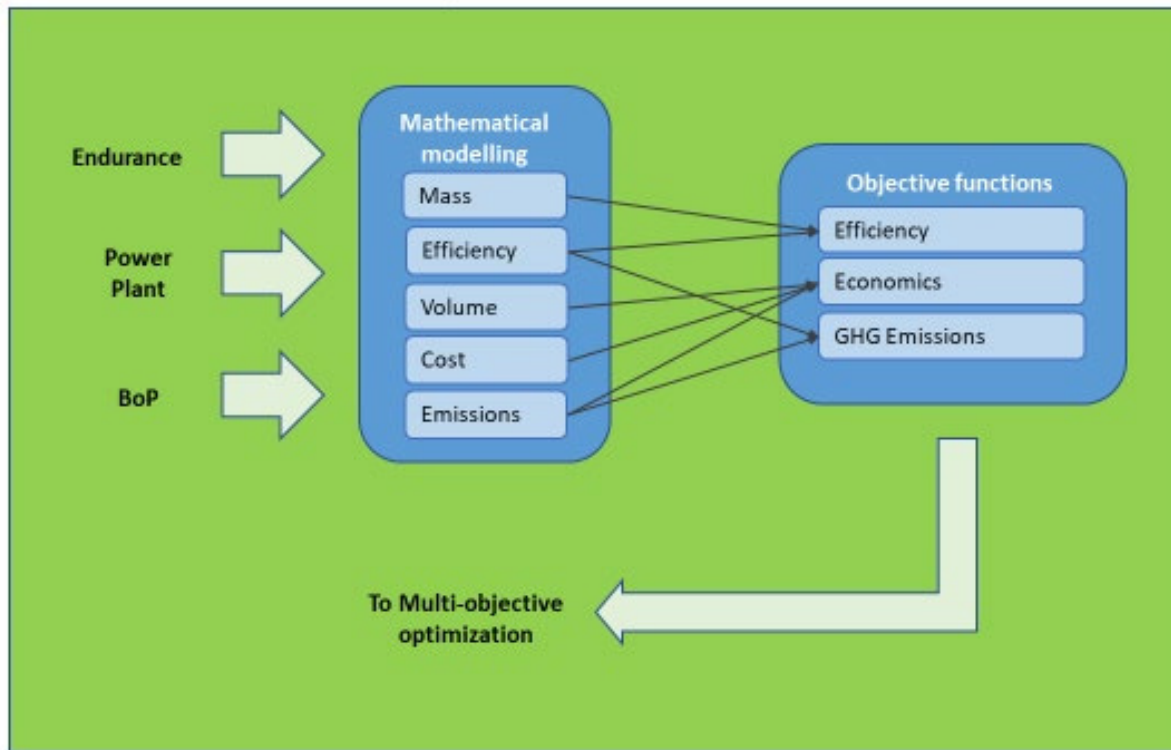 Endurance
Power
Plant
BoP
Mathematical
modelling
Mass
Efficiency
Volume
Cost
Emissions
Objective functions
Efficiency
Economics
GHG Emissions
To Multi-objective
optimization